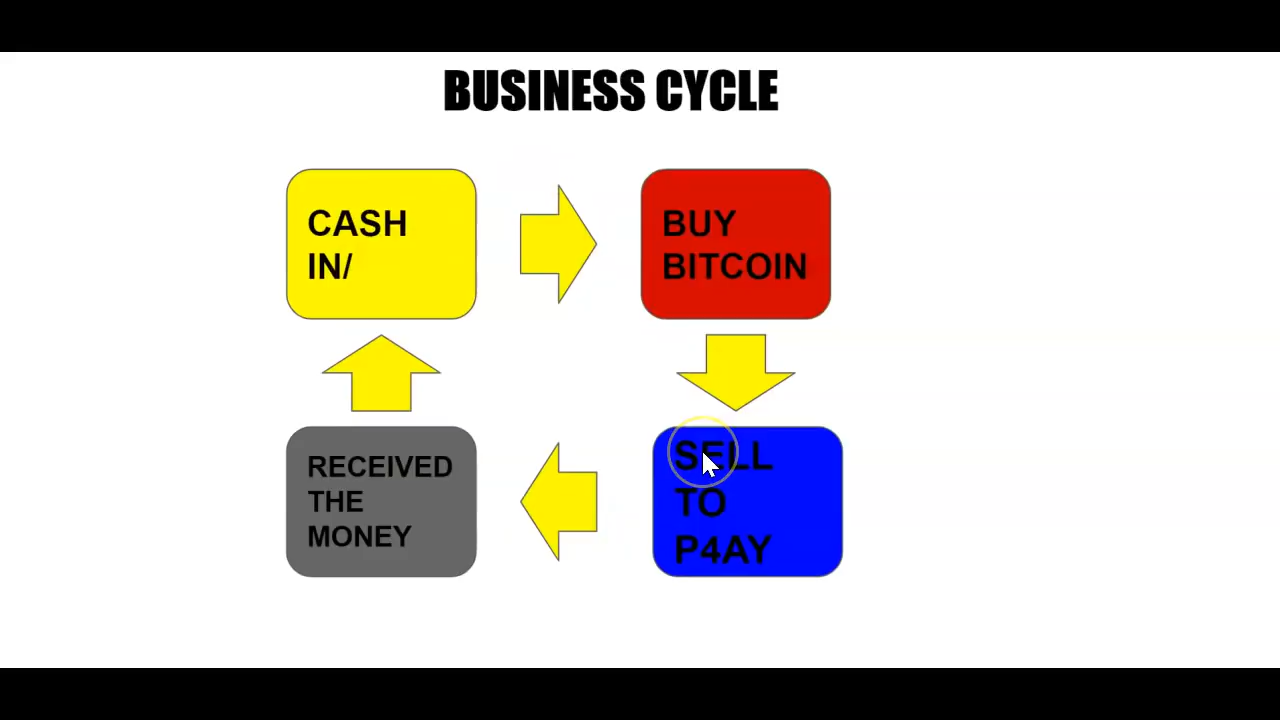 BUSINESS CYCLE
CASH
IN/
BUY
BITCOIN
SELL
TO
P4AY
RECEIVED
THE
MONEY